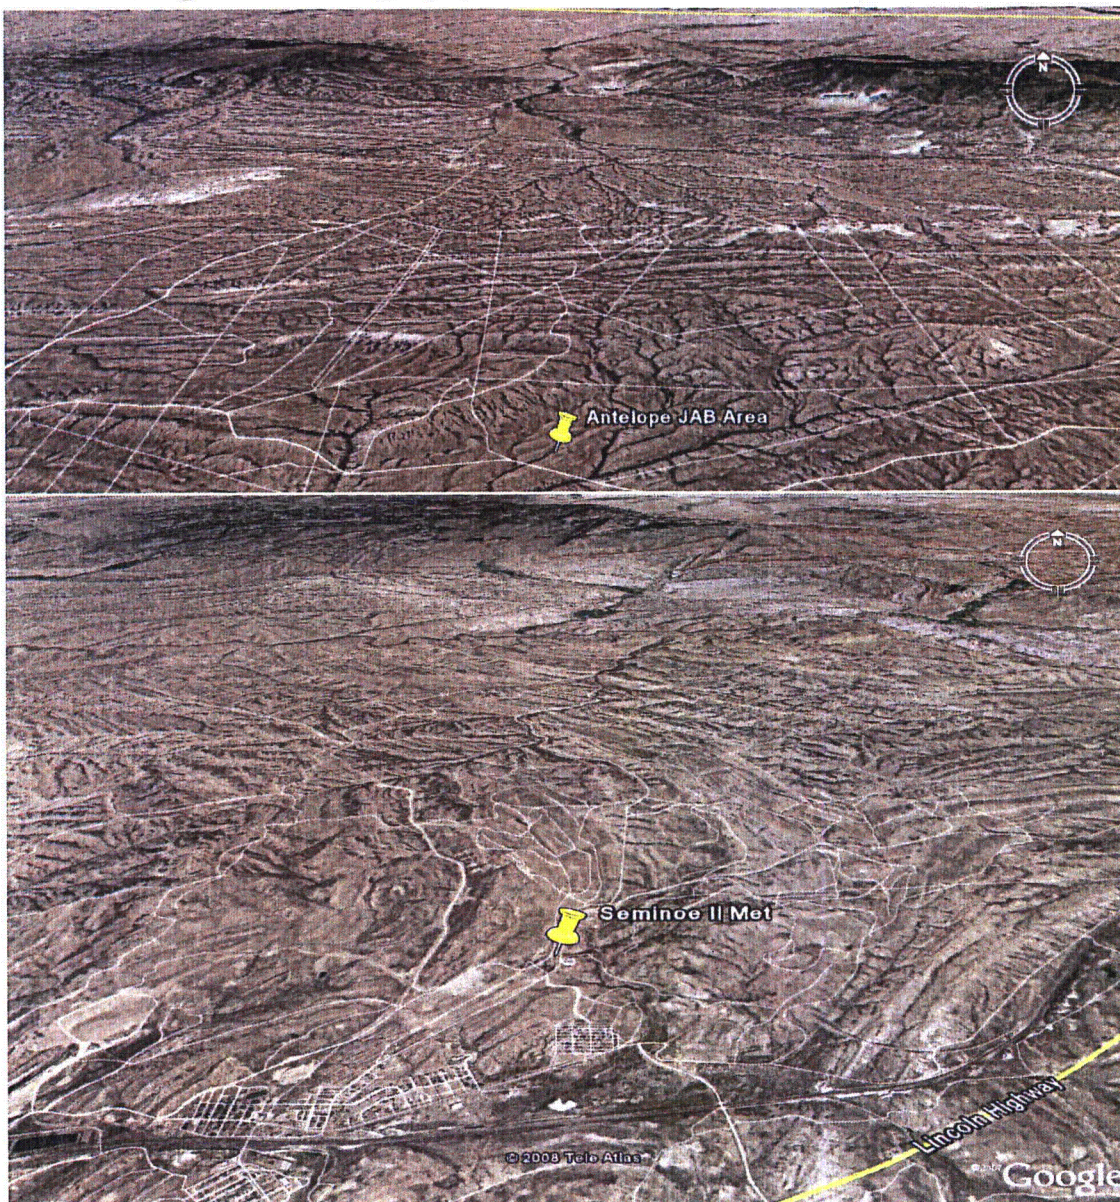 N
Antelope JAB Area
N
Seminoe II Met
Lincoln Highway
© 2008 Tele Atlas
Google